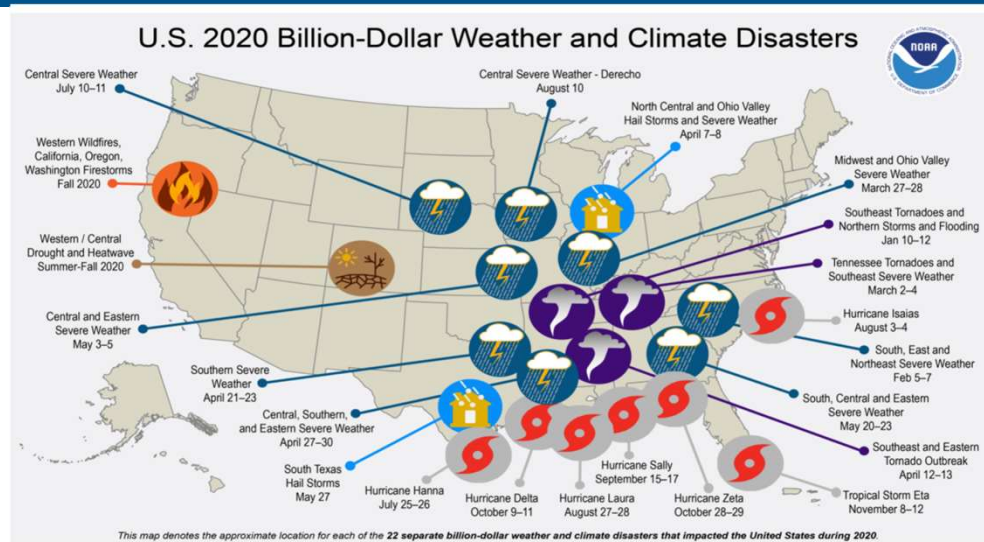 U.S. 2020 Billion-Dollar Weather and Climate Disasters
NOAA
Central Severe Weather
July 10–11
Central Severe Weather - Derecho
August 10
North Central and Ohio Valley
Hail Storms and Severe Weather
April 7–8
Western Wildfires,
California, Oregon,
Washington Firestorms
Fall 2020
Midwest and Ohio Valley
Severe Weather
March 27–28
Southeast Tornadoes and
Northern Storms and Flooding
Jan 10–12
Western / Central
Drought and Heatwave
Summer-Fall 2020
Tennessee Tornadoes and
Southeast Severe Weather
March 2–4
Central and Eastern
Severe Weather
May 3–5
Hurricane Isaias
August 3–4
South, East and
Northeast Severe Weather
Feb 5–7
Southern Severe
Weather
April 21–23
South, Central and Eastern
Severe Weather
May 20–23
Central, Southern,
and Eastern Severe Weather
April 27–30
Southeast and Eastern
Tornado Outbreak
April 12–13
South Texas
Hail Storms
May 27
Hurricane Hanna
July 25–26
Hurricane Delta
October 9–11
Hurricane Laura
August 27–28
Hurricane Sally
September 15–17
Hurricane Zeta
October 28–29
Tropical Storm Eta
November 8–12
This map denotes the approximate location for each of the 22 separate billion-dollar weather and climate disasters that impacted the United States during 2020.